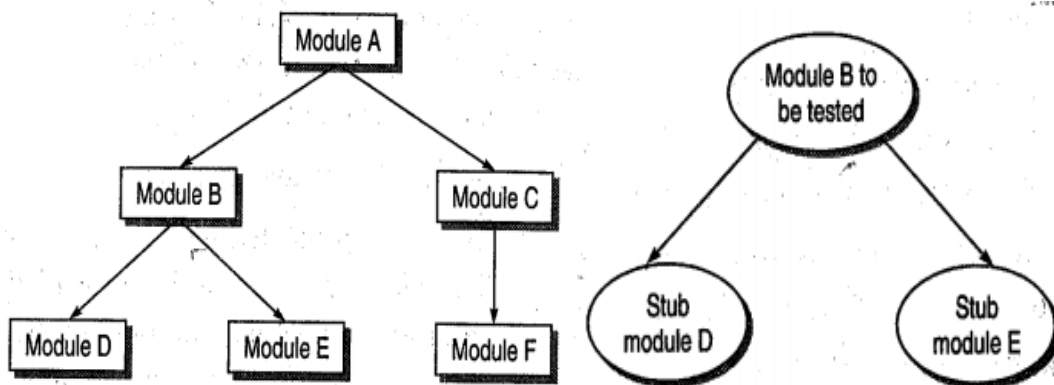 Module A
Module B
Module C
Module D
Module E
Module F
Module B to
be tested
Stub
module D
Stub
module E